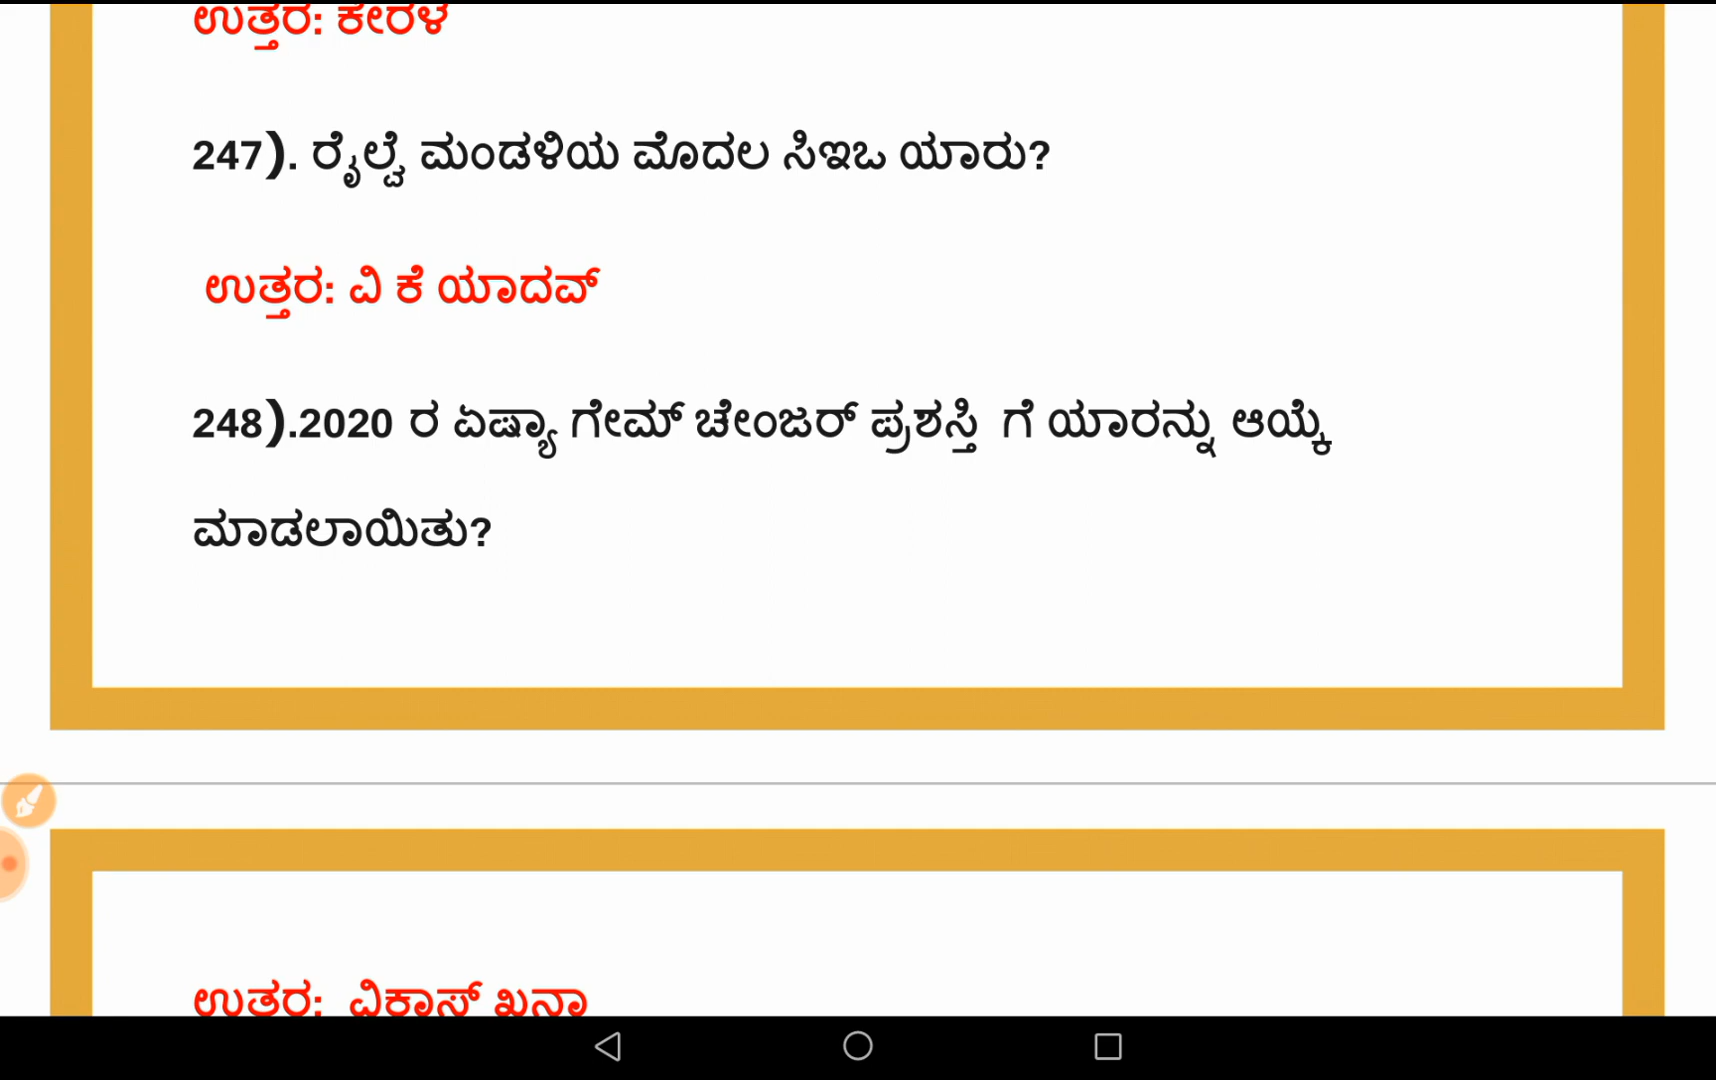 ಉತ್ತರ: ಕೇರಳ
247). ರೈಲ್ವೆ ಮಂಡಳಿಯ ಮೊದಲ ಸಿಇಒ ಯಾರು?
ಉತ್ತರ: ವಿ ಕೆ ಯಾದವ್
248).2020 ರ ಏಷ್ಯಾ ಗೇಮ್ ಚೇಂಜರ್ ಪ್ರಶಸ್ತಿ ಗೆ ಯಾರನ್ನು ಆಯ್ಕೆ
ಮಾಡಲಾಯಿತು?
ಉತ್ತರ: ವಿಕಾಸ್ ಖನ್ನಾ